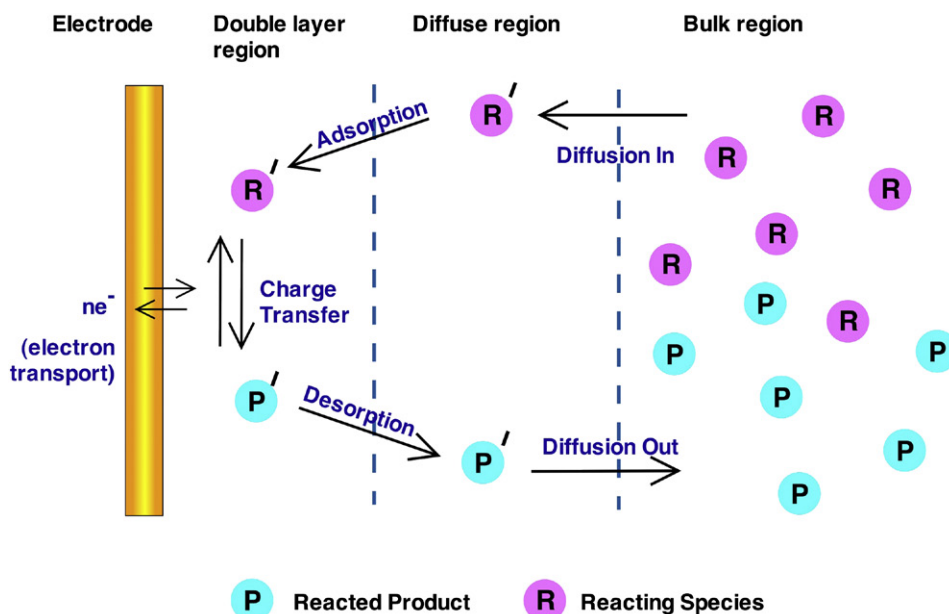 Electrode
Double layer
region
Diffuse region
Bulk region
R'
Adsorption
Diffusion In
R
R
R
R'
R
R
R
ne⁻
(electron
transport)
Charge
Transfer
P
P
P
P'
P
Desorption
P'
Diffusion Out
P
P
P Reacted Product
R Reacting Species